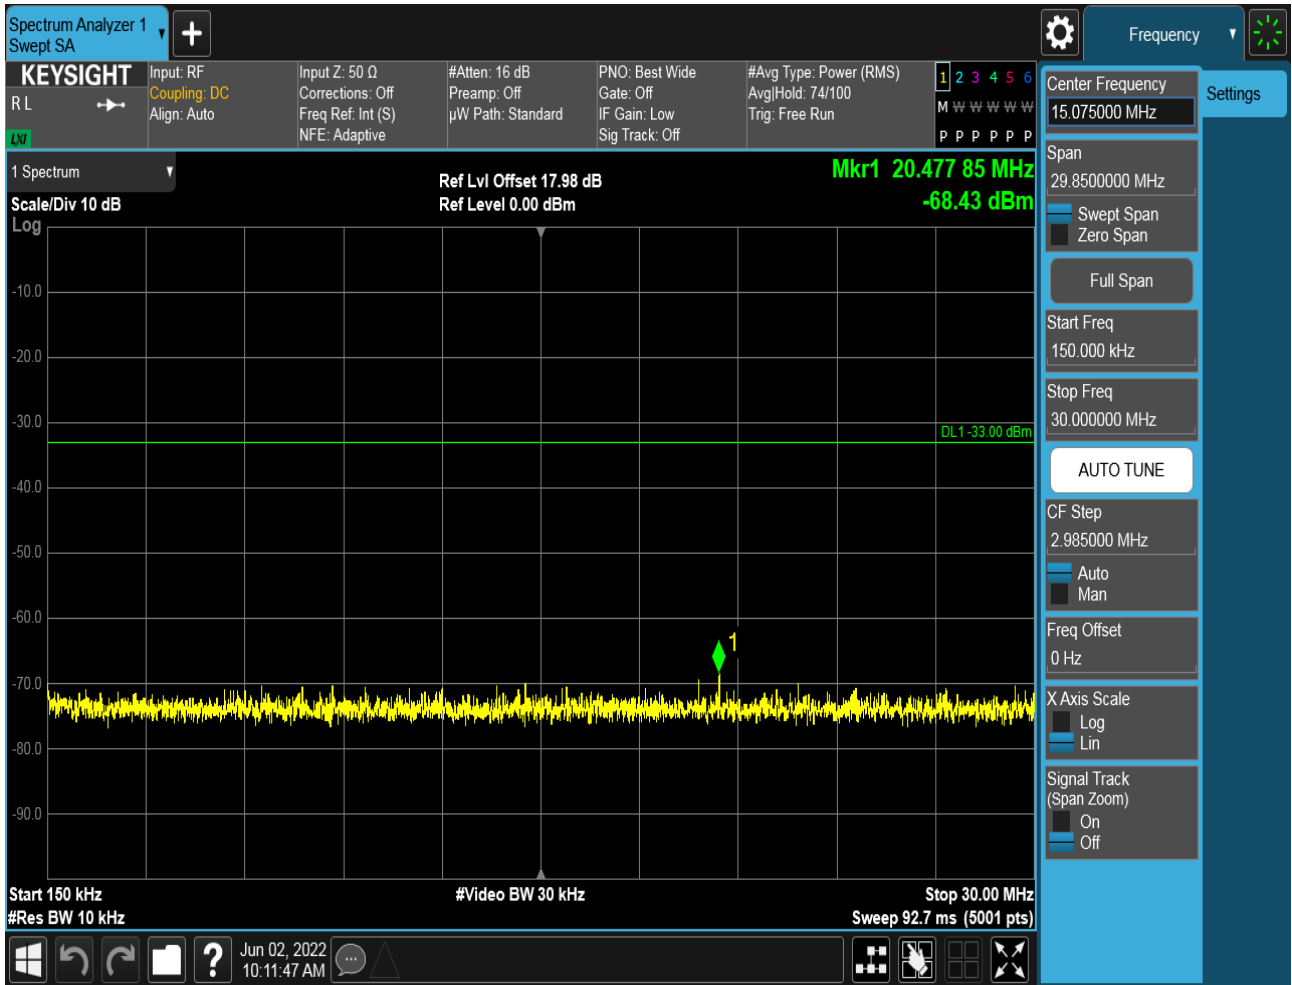 Spectrum Analyzer 1
Swept SA
Frequency
KEYSIGHT
R L
LXI
Input: RF
Coupling: DC
Align: Auto
Input Z: 50 Ω
Corrections: Off
Freq Ref: Int (S)
NFE: Adaptive
#Atten: 16 dB
Preamp: Off
µW Path: Standard
PNO: Best Wide
Gate: Off
IF Gain: Low
Sig Track: Off
#Avg Type: Power (RMS)
Avg|Hold: 74/100
Trig: Free Run
1 2 3 4 5 6
M W W W W W
P P P P P P
1 Spectrum
Scale/Div 10 dB
Log
Ref Lvl Offset 17.98 dB
Ref Level 0.00 dBm
Mkr1 20.477 85 MHz
-68.43 dBm
-10.0
-20.0
-30.0
DL1 -33.00 dBm
-40.0
-50.0
-60.0
1
-70.0
-80.0
-90.0
Start 150 kHz
#Res BW 10 kHz
#Video BW 30 kHz
Stop 30.00 MHz
Sweep 92.7 ms (5001 pts)
Center Frequency
15.075000 MHz
Settings
Span
29.8500000 MHz
Swept Span
Zero Span
Full Span
Start Freq
150.000 kHz
Stop Freq
30.000000 MHz
AUTO TUNE
CF Step
2.985000 MHz
Auto
Man
Freq Offset
0 Hz
X Axis Scale
Log
Lin
Signal Track
(Span Zoom)
On
Off
?
Jun 02, 2022
10:11:47 AM